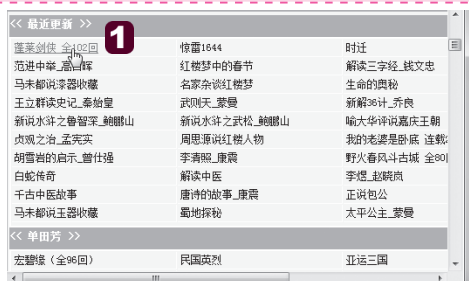 << 最近更新 >>
蓬莱剑侠 全102回 惊雷1644 时迁
1
范进中举_高 辉 红楼梦中的春节 解读三字经_钱文忠
马未都说漆器收藏 名家杂谈红楼梦 生命的奥秘
王立群读史记_秦始皇 武则天_蒙曼 新解36计_乔良
新说水浒之鲁智深_鲍鹏山 新说水浒之武松_鲍鹏山 喻大华评说嘉庆王朝
贞观之治_孟宪实 周思源说红楼人物 我的老婆是卧底 连载
胡雪岩的启示_曾仕强 李清照_康震 野火春风斗古城 全80
白蛇传奇 解读中医 李煜_赵晓岚
千古中医故事 唐诗的故事_康震 正说包公
马未都说玉器收藏 蜀地探秘 太平公主_蒙曼
<< 单田芳 >>
宏碧缘（全96回） 民国英烈 亚运三国